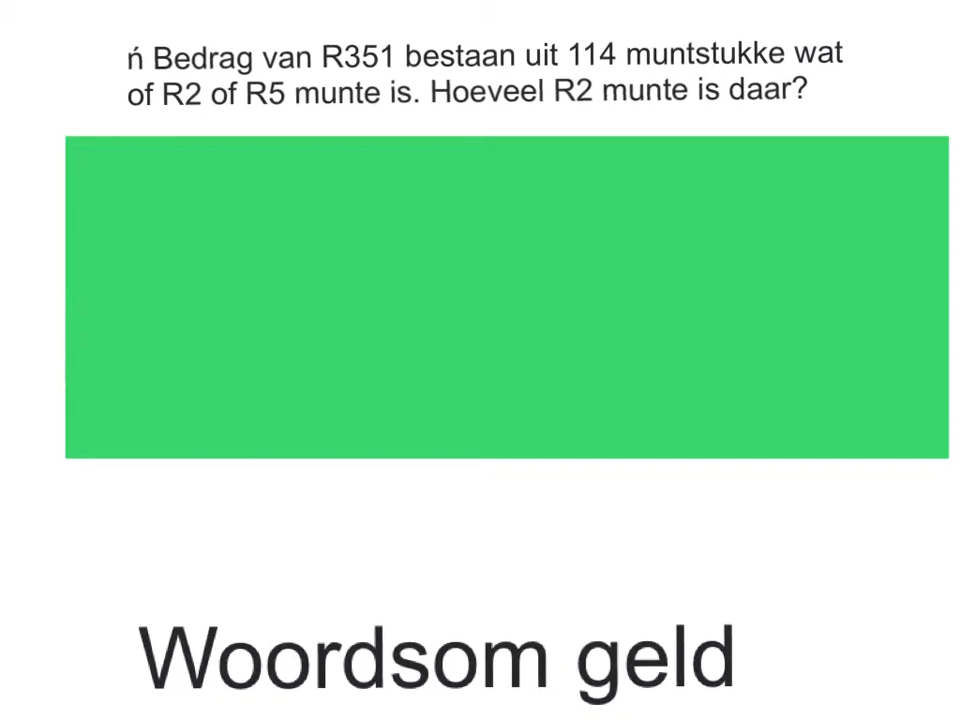 ń Bedrag van R351 bestaan uit 114 muntstukke wat
of R2 of R5 munte is. Hoeveel R2 munte is daar?
Woordsom geld